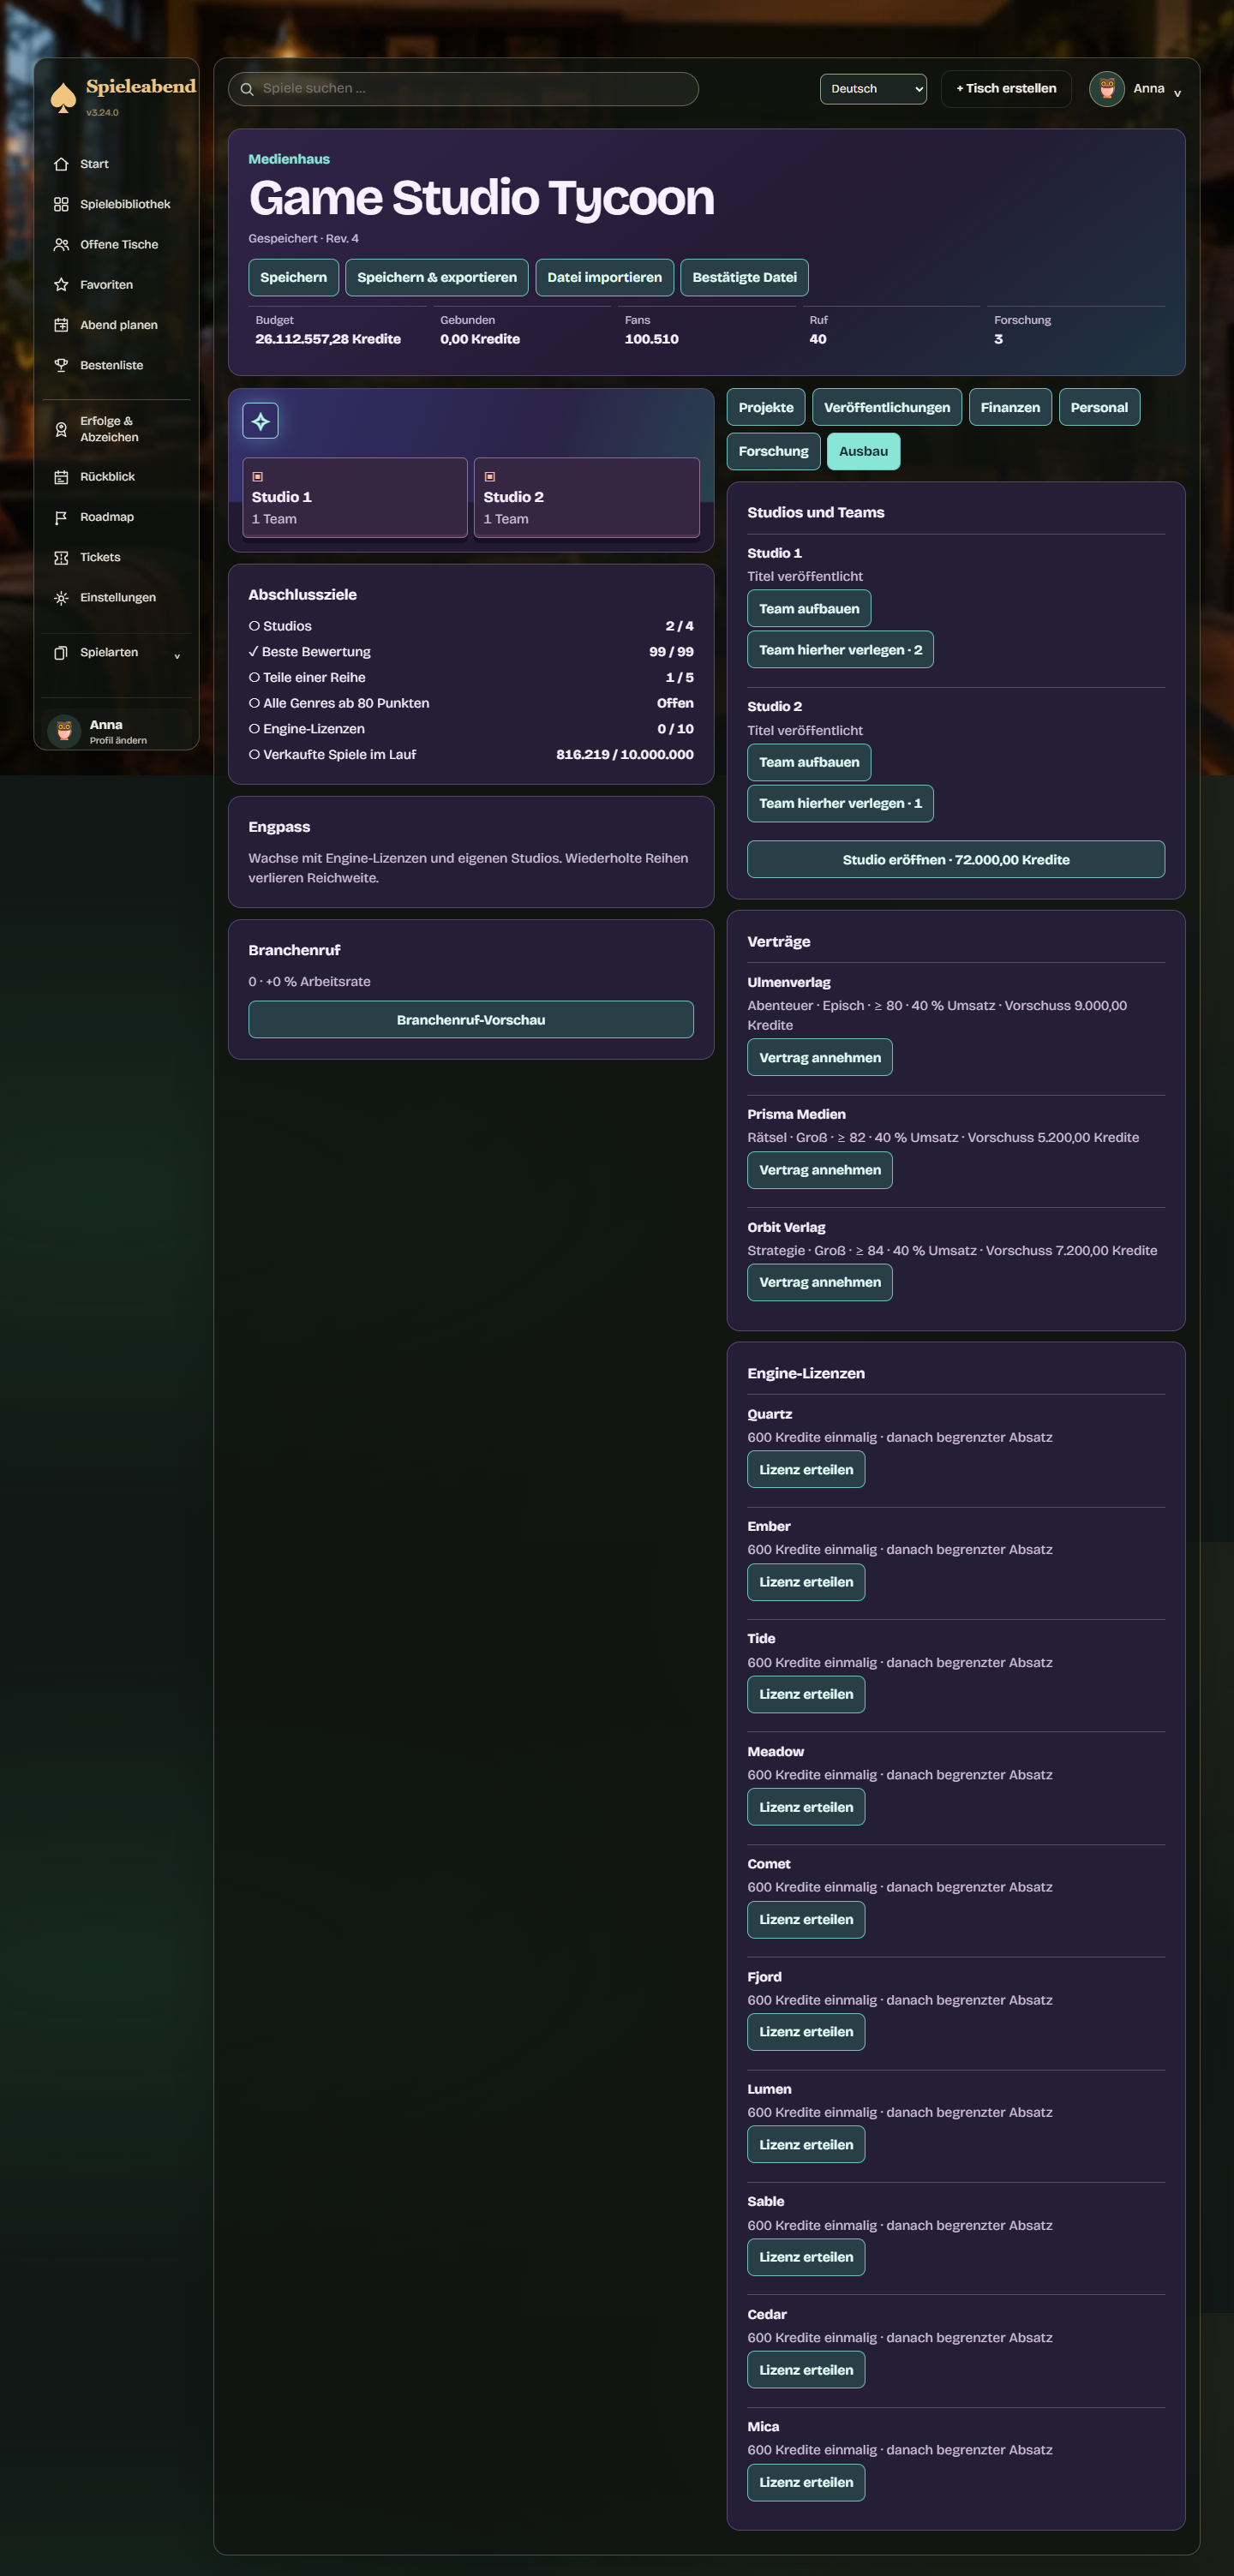 Spieleabend
v3.24.0
Start
Spielebibliothek
Offene Tische
Favoriten
Abend planen
Bestenliste
Erfolge &
Abzeichen
Rückblick
Roadmap
Tickets
Einstellungen
Spielarten
Anna
Profil ändern
Spiele suchen ...
Deutsch
+ Tisch erstellen
Anna
Medienhaus
Game Studio Tycoon
Gespeichert · Rev. 4
Speichern
Speichern & exportieren
Datei importieren
Bestätigte Datei
Budget
26.112.557,28 Kredite
Gebunden
0,00 Kredite
Fans
100.510
Ruf
40
Forschung
3
Studio 1
1 Team
Studio 2
1 Team
Abschlussziele
○ Studios 2 / 4
✓ Beste Bewertung 99 / 99
○ Teile einer Reihe 1 / 5
○ Alle Genres ab 80 Punkten Offen
○ Engine-Lizenzen 0 / 10
○ Verkaufte Spiele im Lauf 816.219 / 10.000.000
Engpass
Wachse mit Engine-Lizenzen und eigenen Studios. Wiederholte Reihen
verlieren Reichweite.
Branchenruf
0 · +0 % Arbeitsrate
Branchenruf-Vorschau
Projekte
Veröffentlichungen
Finanzen
Personal
Forschung
Ausbau
Studios und Teams
Studio 1
Titel veröffentlicht
Team aufbauen
Team hierher verlegen · 2
Studio 2
Titel veröffentlicht
Team aufbauen
Team hierher verlegen · 1
Studio eröffnen · 72.000,00 Kredite
Verträge
Ulmenverlag
Abenteuer · Episch · ≥ 80 · 40 % Umsatz · Vorschuss 9.000,00
Kredite
Vertrag annehmen
Prisma Medien
Rätsel · Groß · ≥ 82 · 40 % Umsatz · Vorschuss 5.200,00 Kredite
Vertrag annehmen
Orbit Verlag
Strategie · Groß · ≥ 84 · 40 % Umsatz · Vorschuss 7.200,00 Kredite
Vertrag annehmen
Engine-Lizenzen
Quartz
600 Kredite einmalig · danach begrenzter Absatz
Lizenz erteilen
Ember
600 Kredite einmalig · danach begrenzter Absatz
Lizenz erteilen
Tide
600 Kredite einmalig · danach begrenzter Absatz
Lizenz erteilen
Meadow
600 Kredite einmalig · danach begrenzter Absatz
Lizenz erteilen
Comet
600 Kredite einmalig · danach begrenzter Absatz
Lizenz erteilen
Fjord
600 Kredite einmalig · danach begrenzter Absatz
Lizenz erteilen
Lumen
600 Kredite einmalig · danach begrenzter Absatz
Lizenz erteilen
Sable
600 Kredite einmalig · danach begrenzter Absatz
Lizenz erteilen
Cedar
600 Kredite einmalig · danach begrenzter Absatz
Lizenz erteilen
Mica
600 Kredite einmalig · danach begrenzter Absatz
Lizenz erteilen